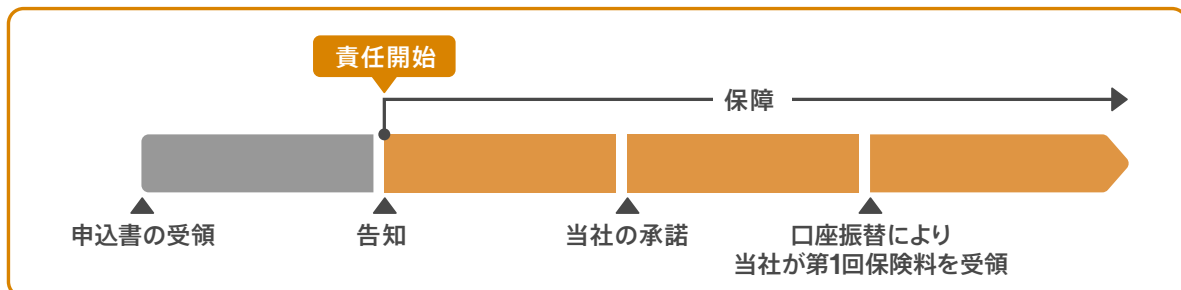 責任開始
保障
申込書の受領
告知
当社の承諾
口座振替により
当社が第1回保険料を受領